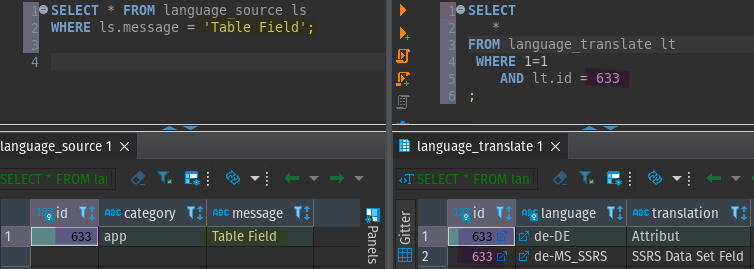 1 SELECT * FROM language_source ls
2 WHERE ls.message = 'Table Field';
3
4
language_source 1
SELECT * FROM lan
id category message
1 633 app Table Field
Panels
1 SELECT
2 *
3 FROM language_translate lt
4 WHERE 1=1
5 AND lt.id = 633
6 ;
language_translate 1
SELECT * FROM lan
id language translation
1 633 de-DE Attribut
2 633 de-MS_SSRS SSRS Data Set Feld
Gitter